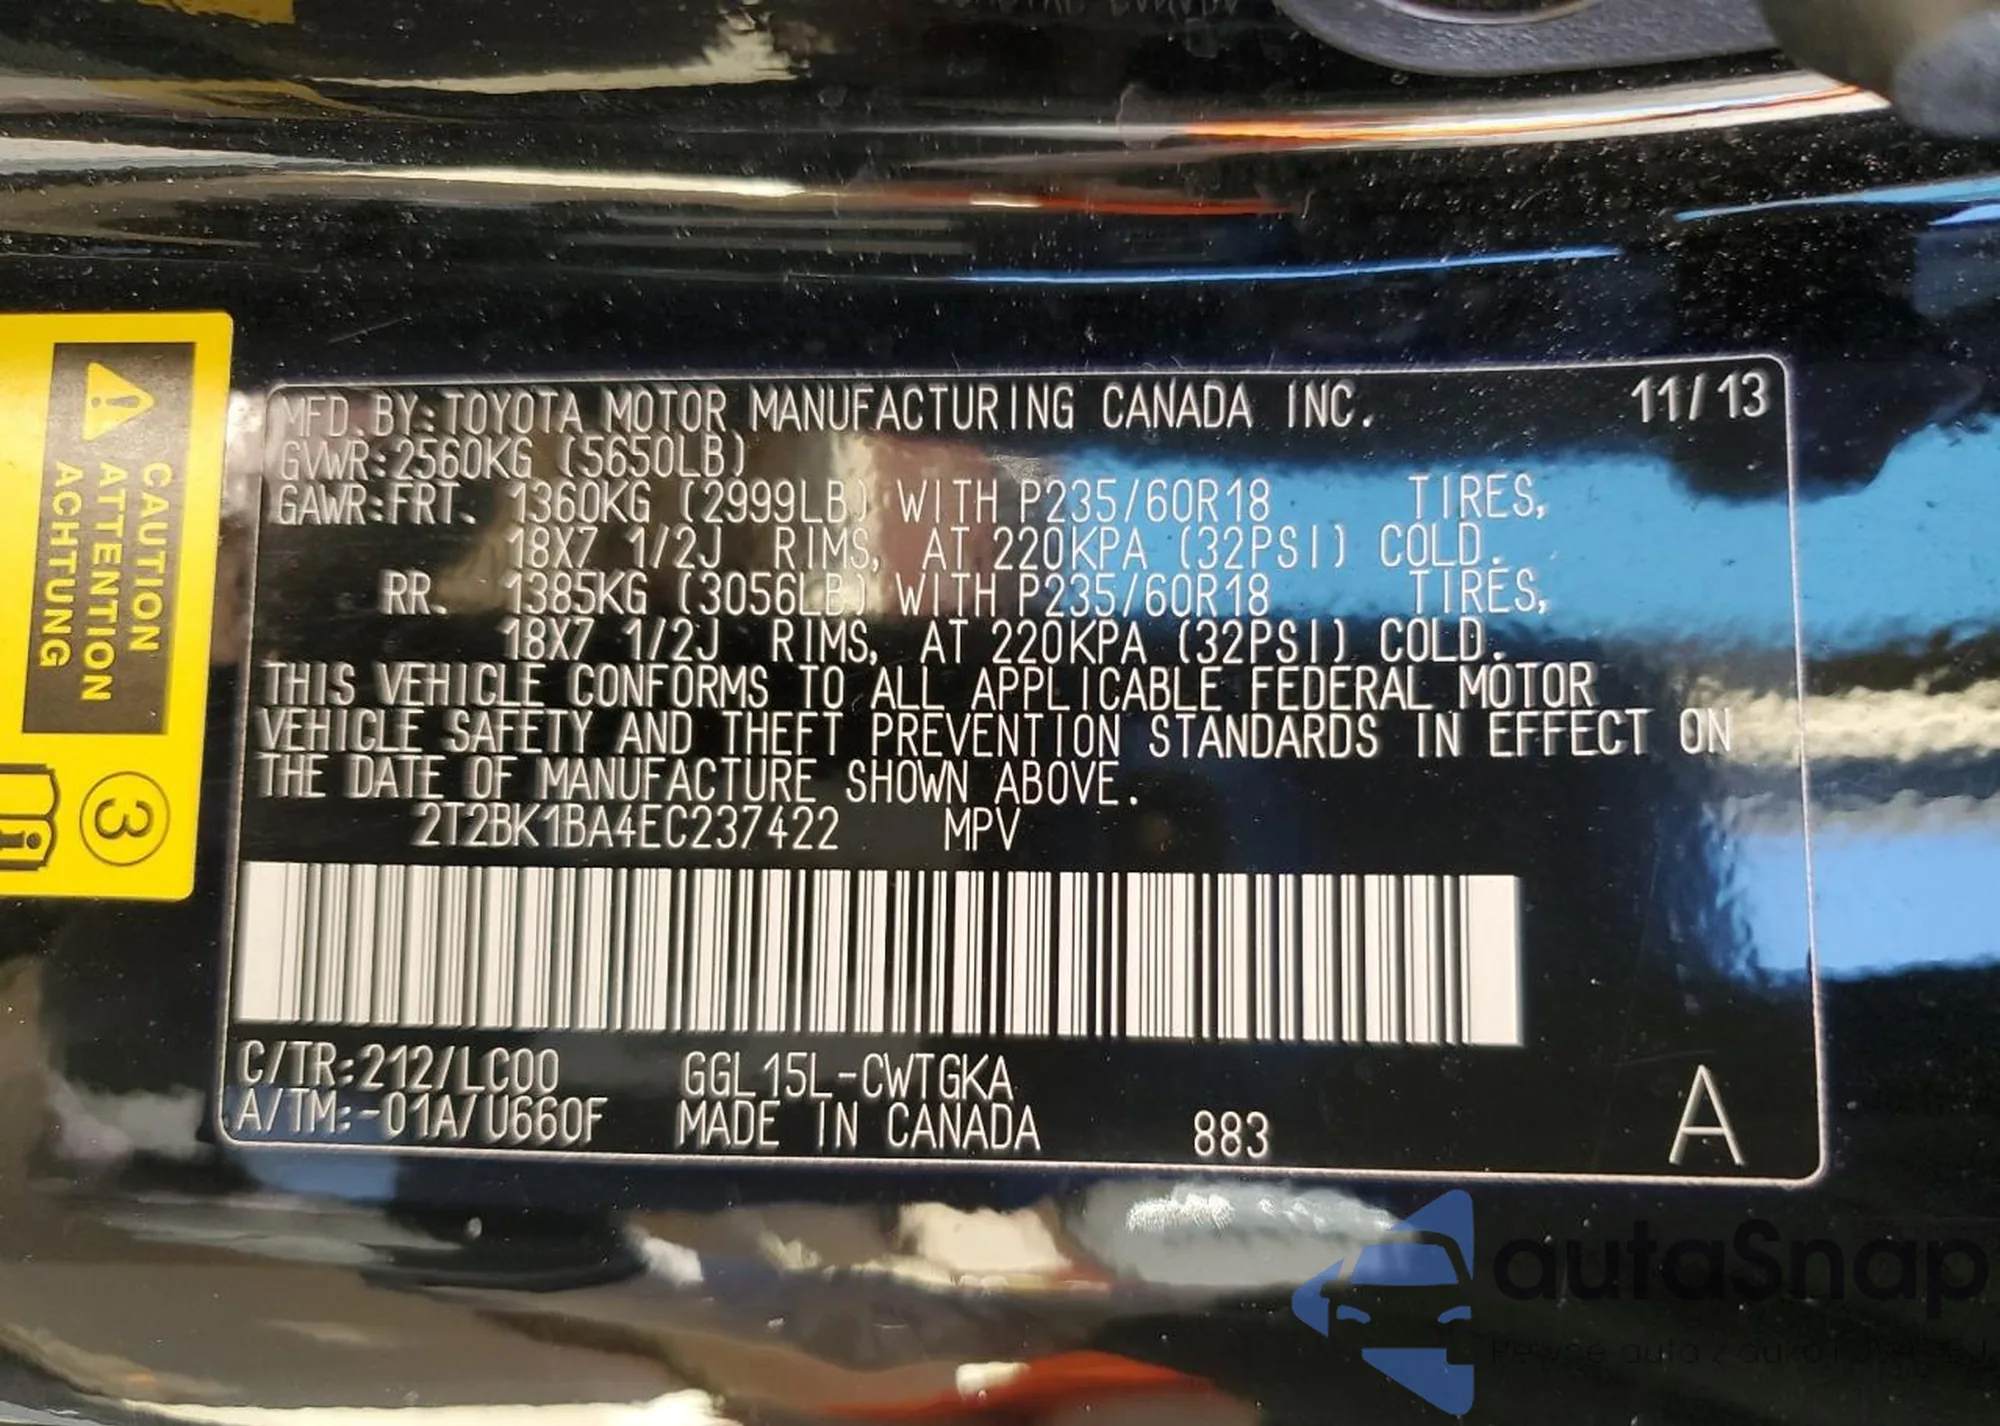 MFD. BY: TOYOTA MOTOR MANUFACTURING CANADA INC. 11/13
GVWR: 2560KG (5650LB)
GAWR: FRT. 1360KG (2999LB) WITH P235/60R18 TIRES,
18X7 1/2J RIMS, AT 220KPA (32PSI) COLD.
RR. 1385KG (3056LB) WITH P235/60R18 TIRES,
18X7 1/2J RIMS, AT 220KPA (32PSI) COLD.
THIS VEHICLE CONFORMS TO ALL APPLICABLE FEDERAL MOTOR
VEHICLE SAFETY AND THEFT PREVENTION STANDARDS IN EFFECT ON
THE DATE OF MANUFACTURE SHOWN ABOVE.
2T2BK1BA4EC237422 MPV
C/TR: 212/LC00 GGL15L-CWTGKA
A/TM: -01A/U660F MADE IN CANADA 883 A
CAUTION
ATTENTION
ACHTUNG
3
autaSnap
Pewne auta z